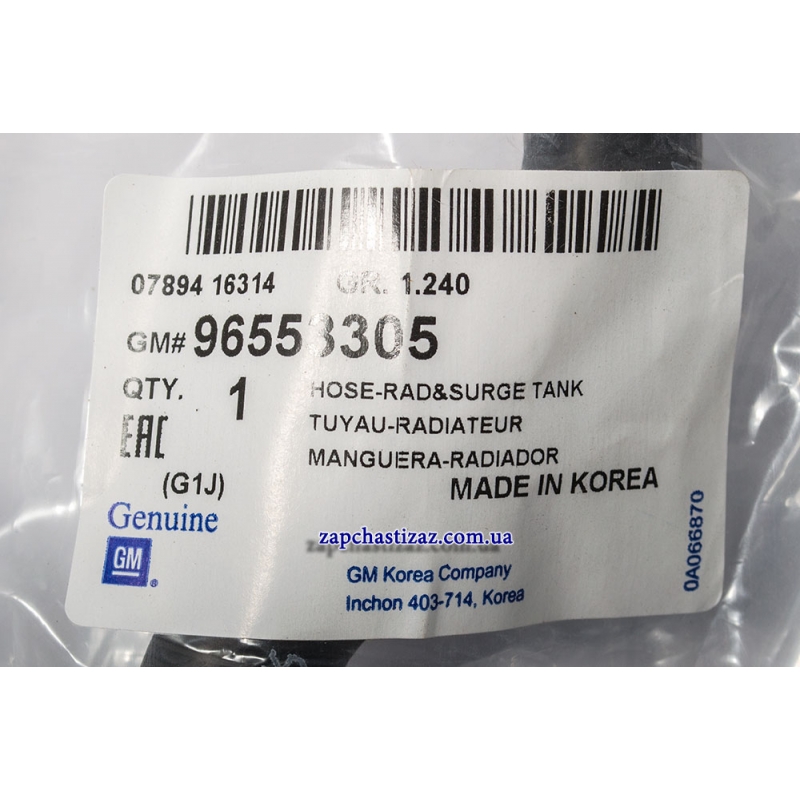 07894 16314 GR. 1.240
GM# 96553305
QTY. 1 HOSE-RAD&SURGE TANK
TUYAU-RADIATEUR
EAC
MANGUERA-RADIADOR
(G1J) MADE IN KOREA
Genuine
GM®
zapchastizaz.com.ua
GM Korea Company
Inchon 403-714, Korea
0A066870